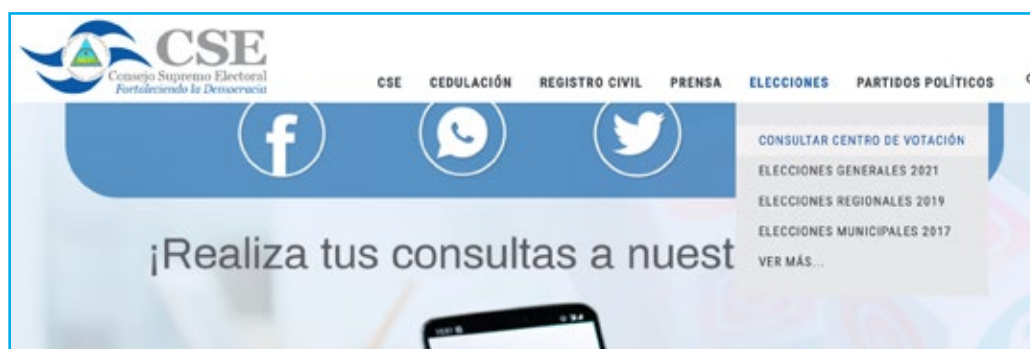 CSE
Consejo Supremo Electoral
Fortaleciendo la Democracia
CSE CEDULACIÓN REGISTRO CIVIL PRENSA ELECCIONES PARTIDOS POLÍTICOS
CONSULTAR CENTRO DE VOTACIÓN
ELECCIONES GENERALES 2021
ELECCIONES REGIONALES 2019
ELECCIONES MUNICIPALES 2017
VER MÁS...
¡Realiza tus consultas a nuest